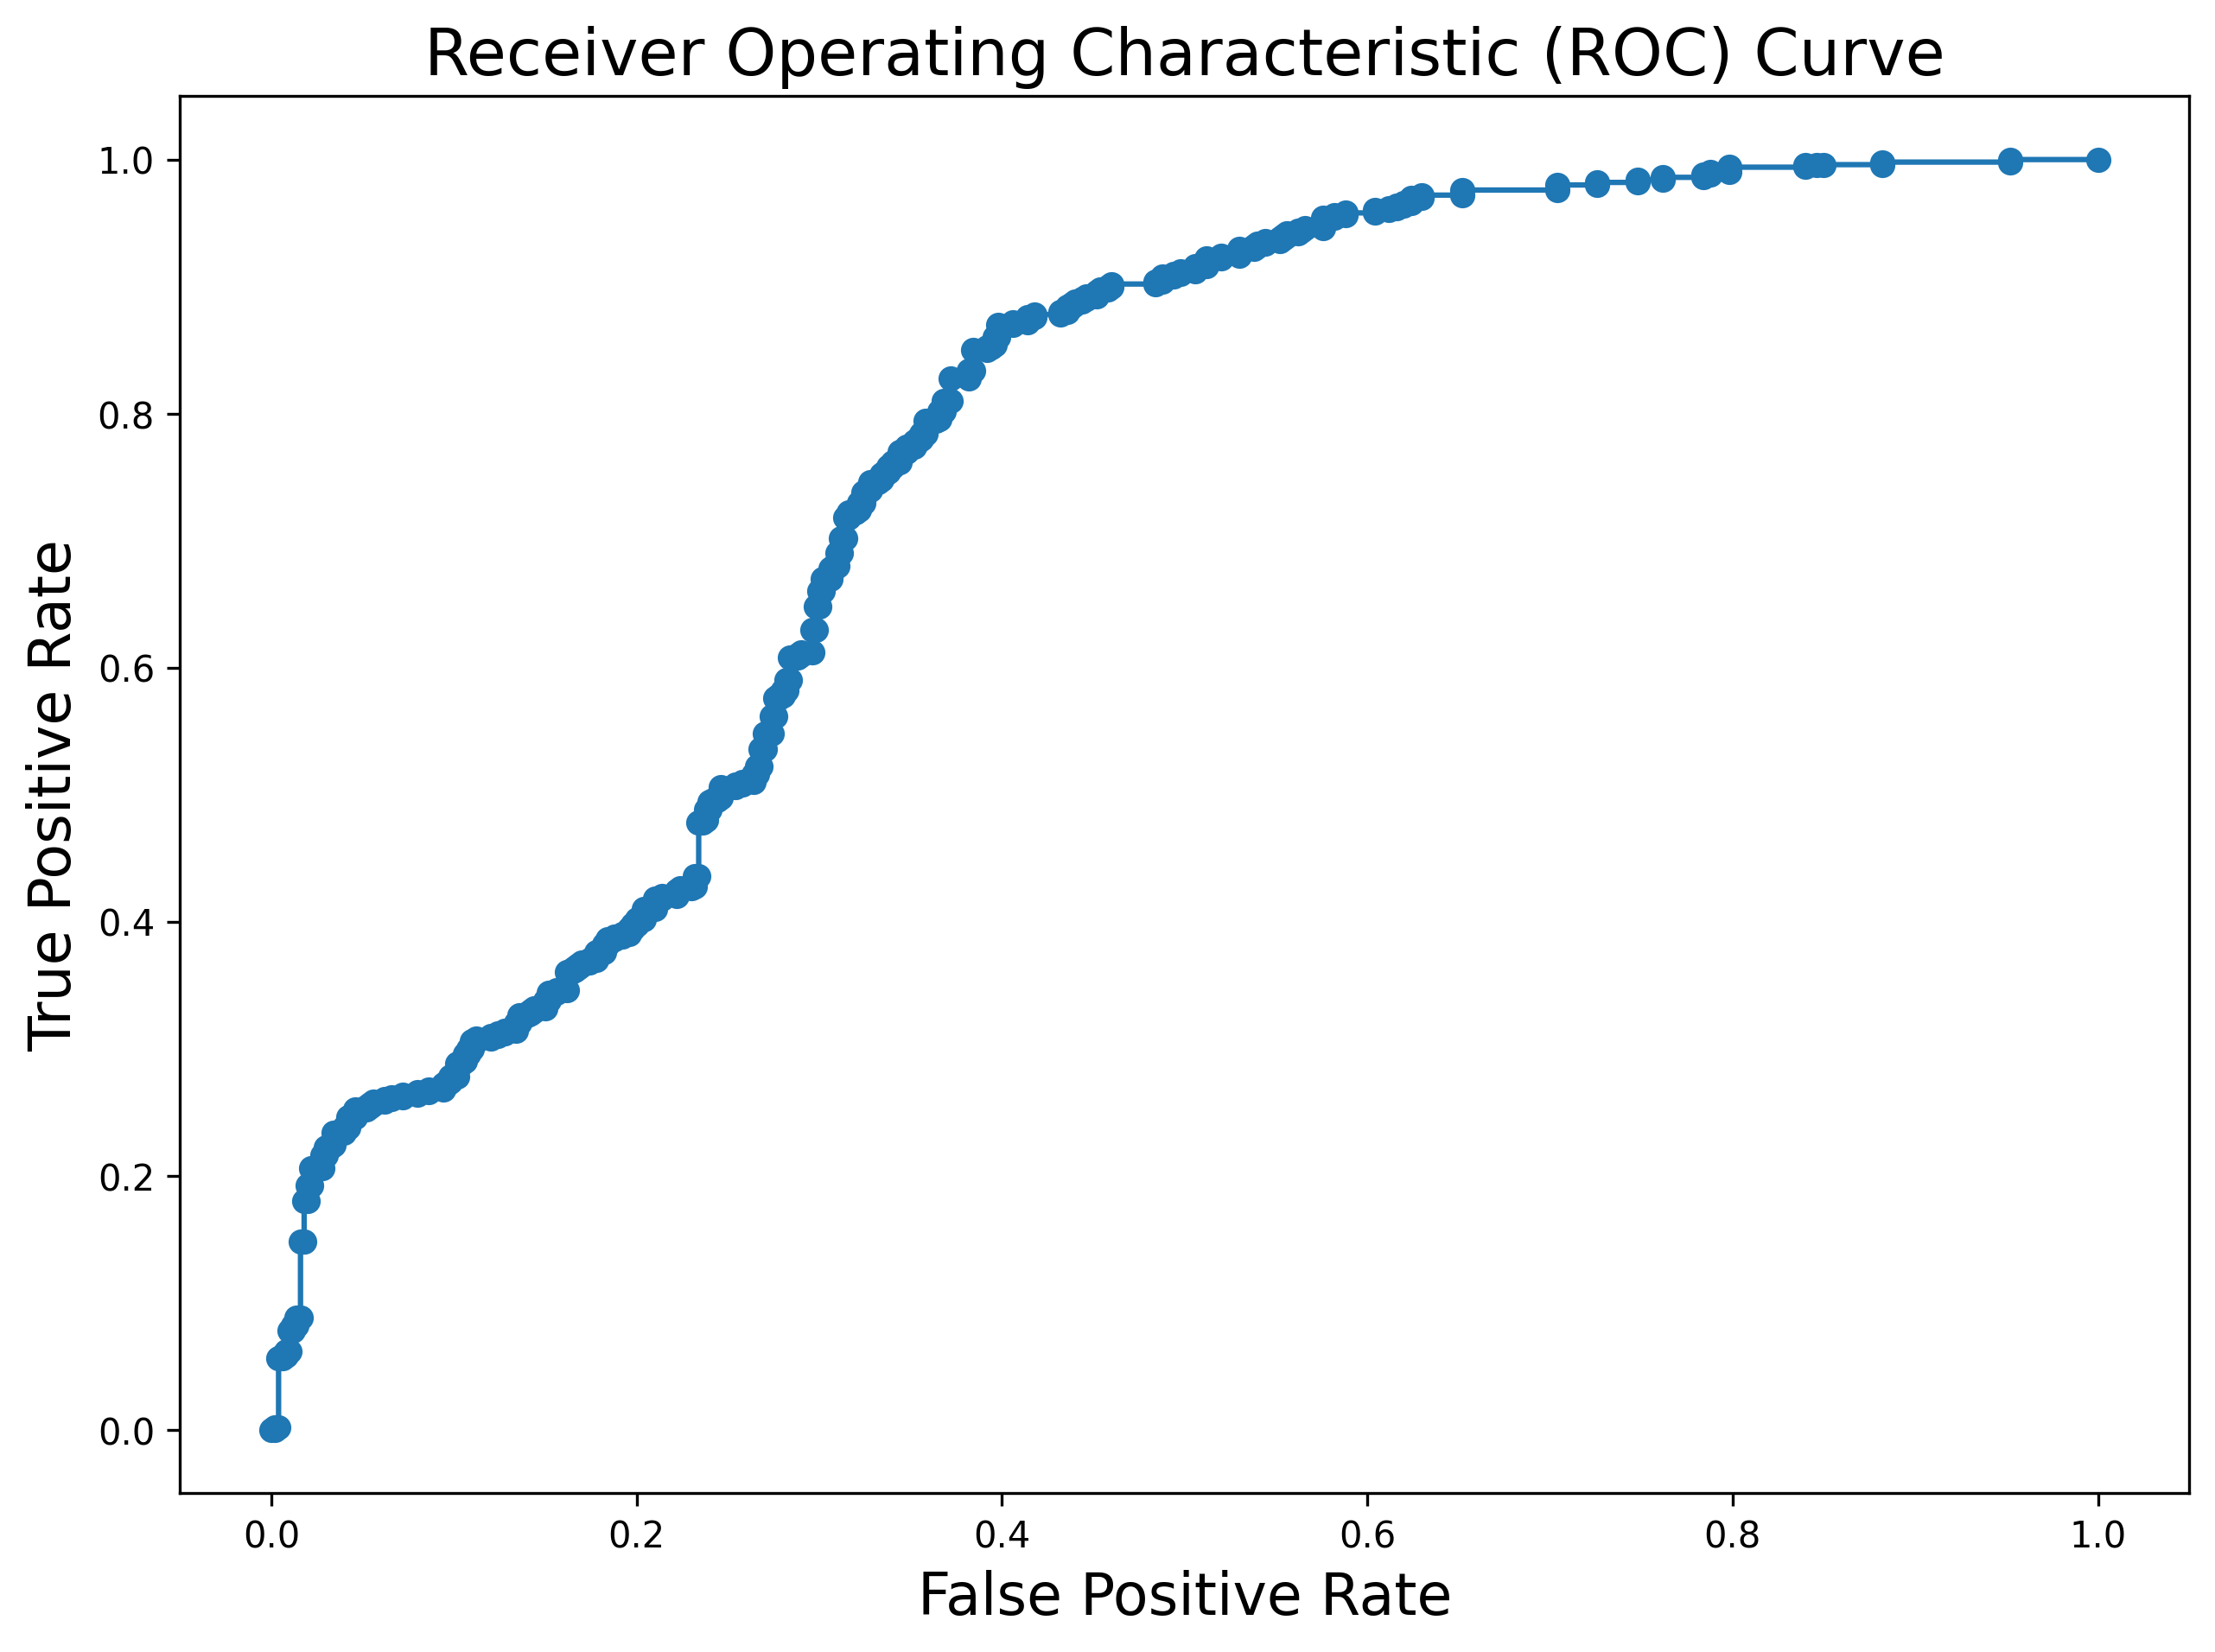 Receiver Operating Characteristic (ROC) Curve
True Positive Rate
1.0
0.8
0.6
0.4
0.2
0.0
0.0 0.2 0.4 0.6 0.8 1.0
False Positive Rate